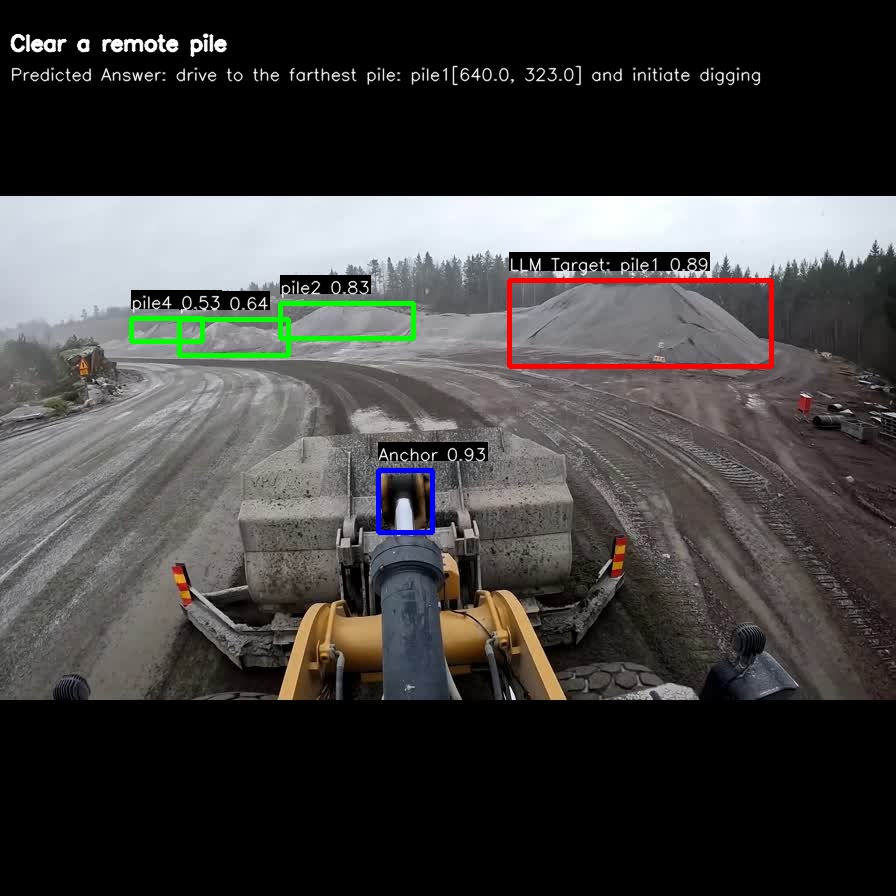 Clear a remote pile
Predicted Answer: drive to the farthest pile: pile1[640.0, 323.0] and initiate digging
LLM Target: pile1 0.89
pile2 0.83
pile4 0.53 0.64
Anchor 0.93